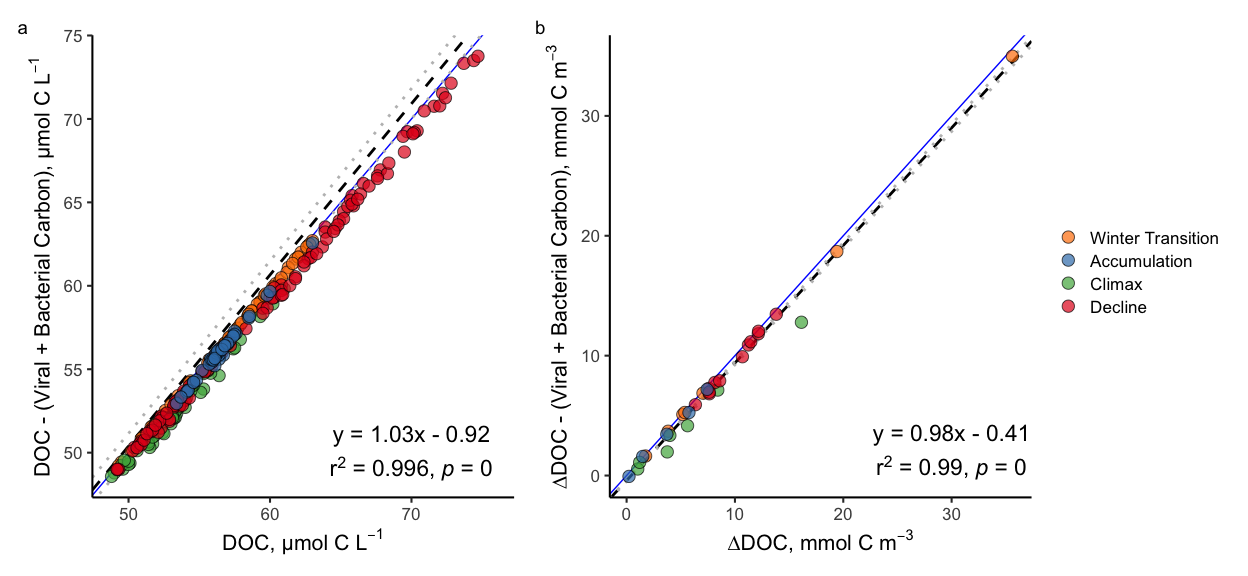 a
DOC - (Viral + Bacterial Carbon), μmol C L⁻¹
75
70
65
60
55
50
y = 1.03x - 0.92
r² = 0.996, p = 0
50 60 70
DOC, μmol C L⁻¹
b
ΔDOC - (Viral + Bacterial Carbon), mmol C m⁻³
30
20
10
0
y = 0.98x - 0.41
r² = 0.99, p = 0
0 10 20 30
ΔDOC, mmol C m⁻³
Winter Transition
Accumulation
Climax
Decline